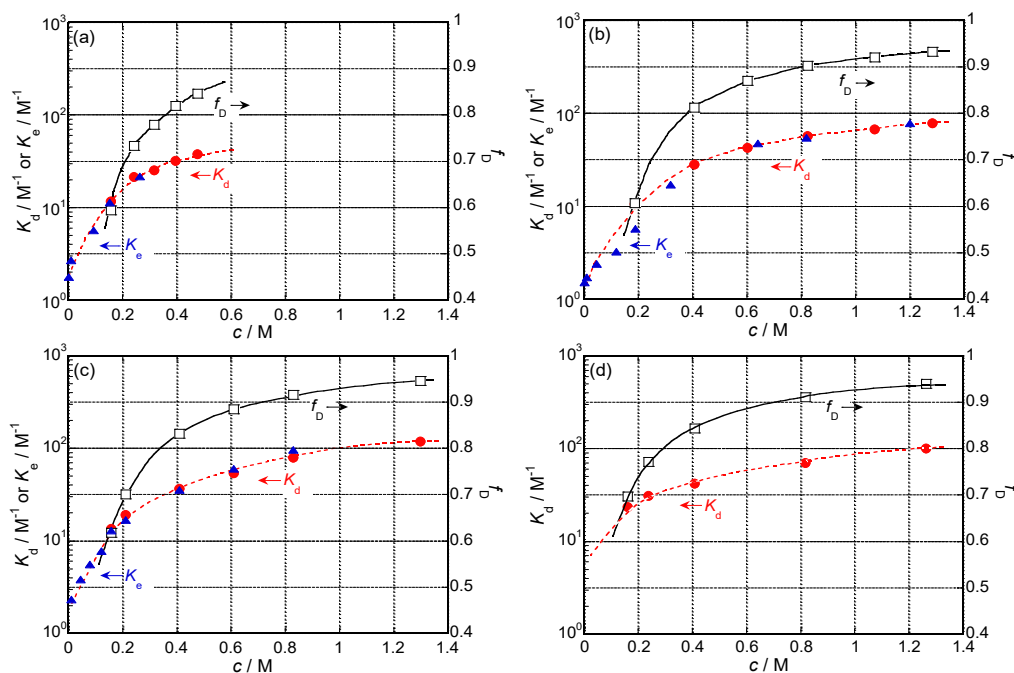 (a)
10³
10²
10¹
10⁰
K_d / M⁻¹ or K_e / M⁻¹
f_D →
← K_d
← K_e
1
0.9
0.8
0.7
0.6
0.5
0.4
f_D
0 0.2 0.4 0.6 0.8 1 1.2 1.4
c / M
(b)
10³
10²
10¹
10⁰
K_d / M⁻¹ or K_e / M⁻¹
f_D →
← K_d
← K_e
1
0.9
0.8
0.7
0.6
0.5
0.4
f_D
0 0.2 0.4 0.6 0.8 1 1.2 1.4
c / M
(c)
10³
10²
10¹
10⁰
K_d / M⁻¹ or K_e / M⁻¹
f_D →
← K_d
← K_e
1
0.9
0.8
0.7
0.6
0.5
0.4
f_D
0 0.2 0.4 0.6 0.8 1 1.2 1.4
c / M
(d)
10³
10²
10¹
10⁰
K_d / M⁻¹
f_D →
← K_d
1
0.9
0.8
0.7
0.6
0.5
0.4
f_D
0 0.2 0.4 0.6 0.8 1 1.2 1.4
c / M